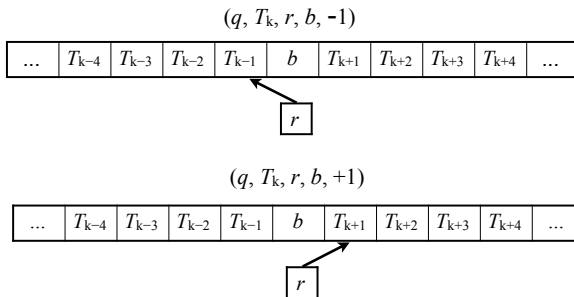 (q, Tk, r, b, -1)
... Tk−4 Tk−3 Tk−2 Tk−1 b Tk+1 Tk+2 Tk+3 Tk+4 ...
r
(q, Tk, r, b, +1)
... Tk−4 Tk−3 Tk−2 Tk−1 b Tk+1 Tk+2 Tk+3 Tk+4 ...
r